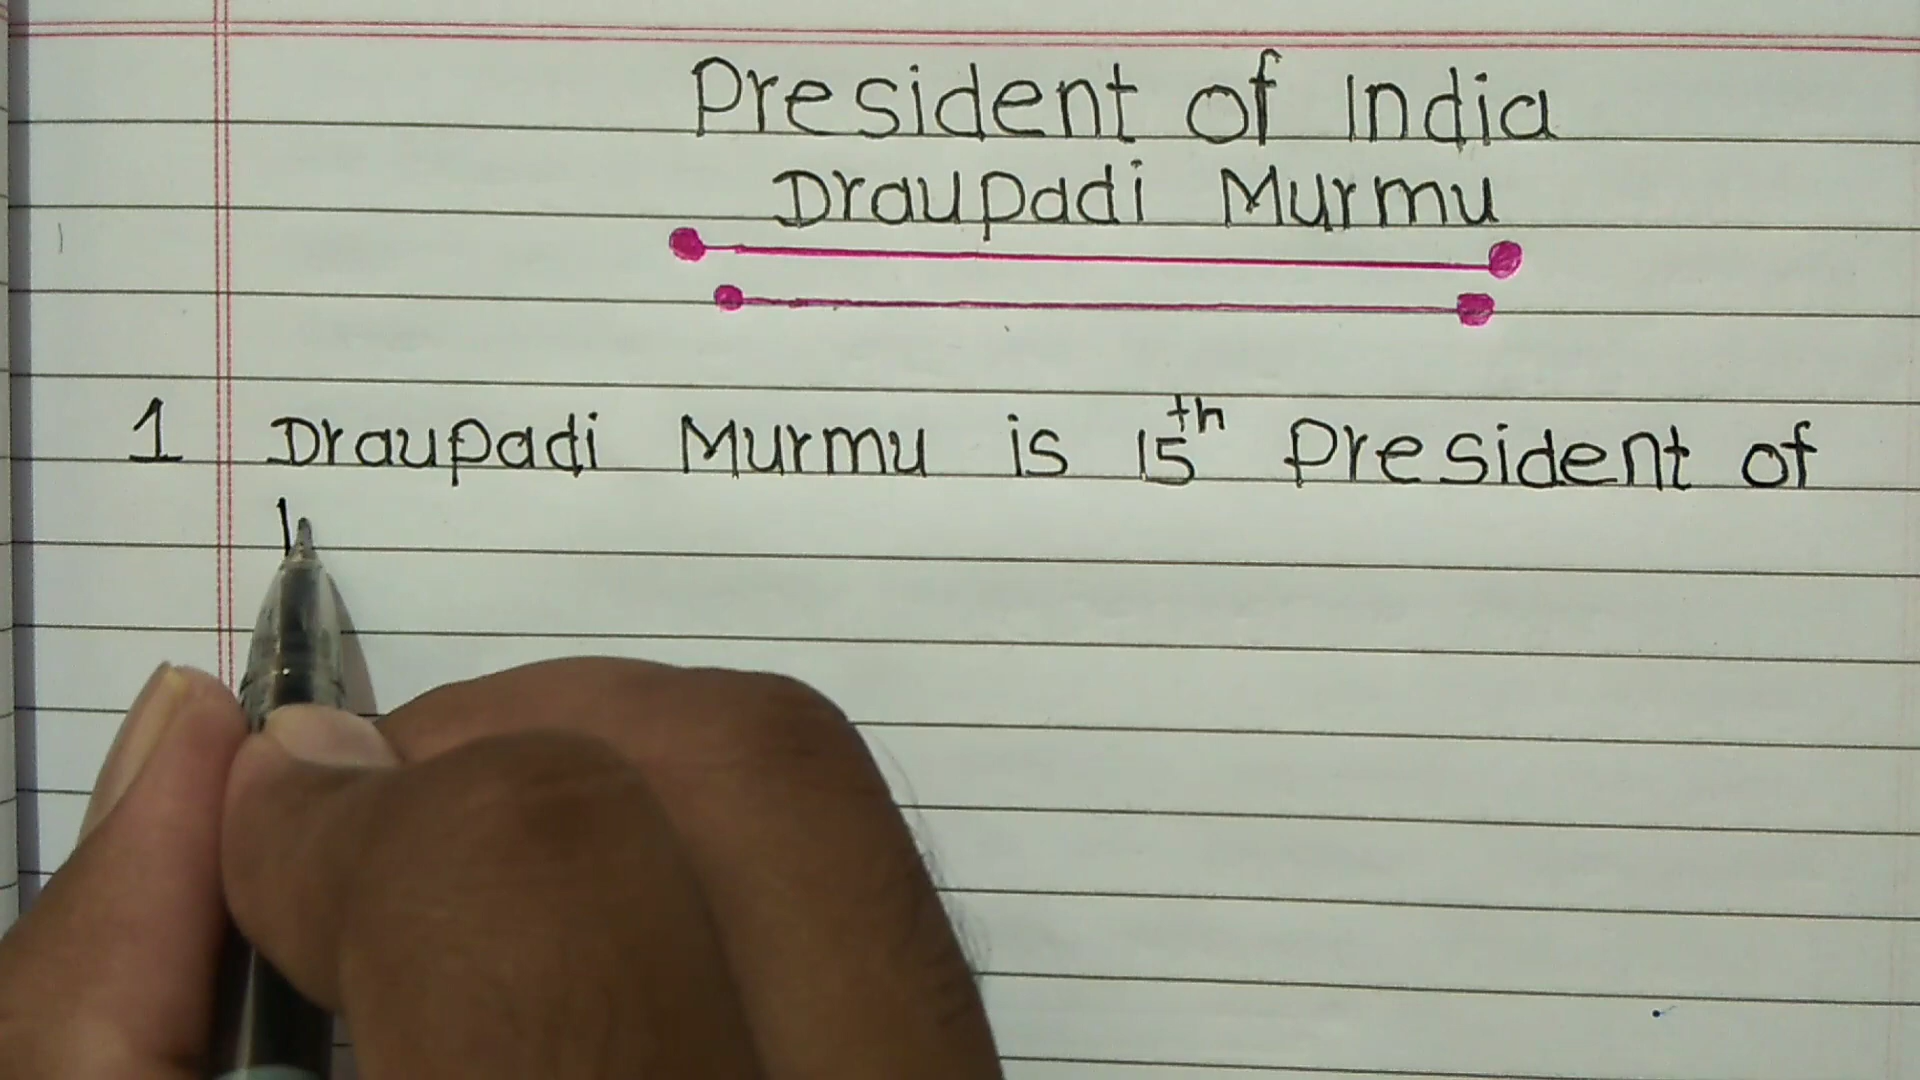 President of India
Draupadi Murmu
1 Draupadi Murmu is 15th President of
I